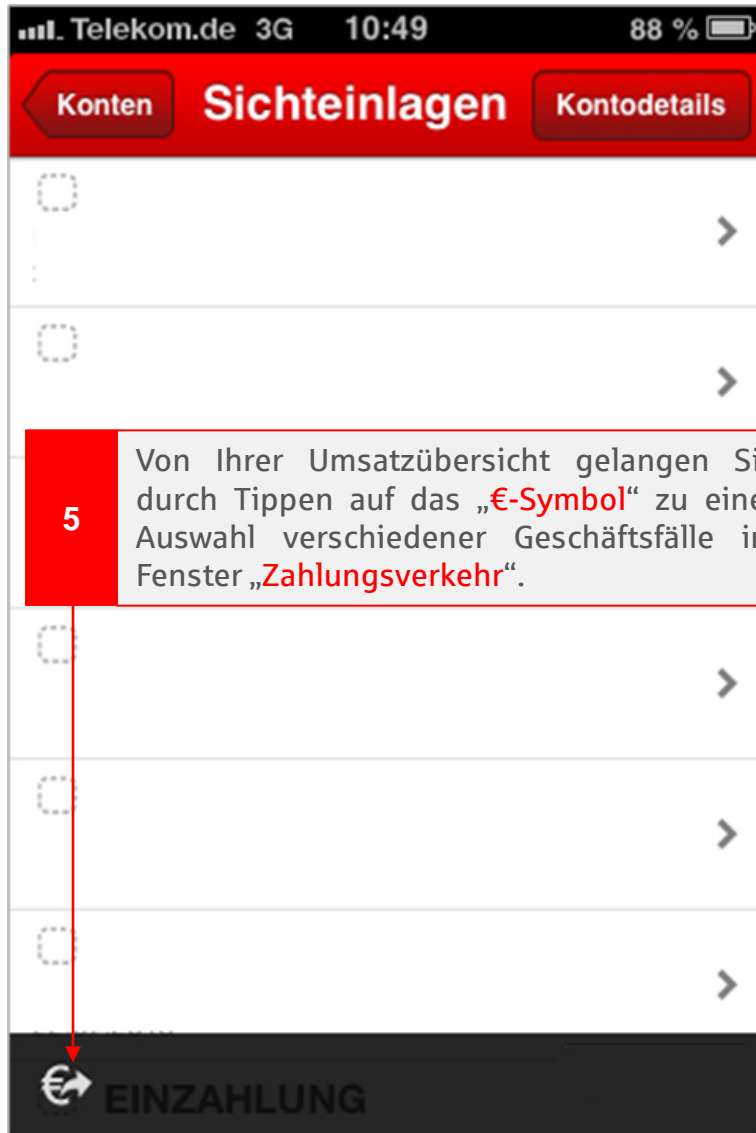 Telekom.de 3G 10:49 88 %
Konten Sichteinlagen Kontodetails
5
Von Ihrer Umsatzübersicht gelangen Si
durch Tippen auf das „€-Symbol“ zu eine
Auswahl verschiedener Geschäftsfälle i
Fenster „Zahlungsverkehr“.
€ EINZAHLUNG